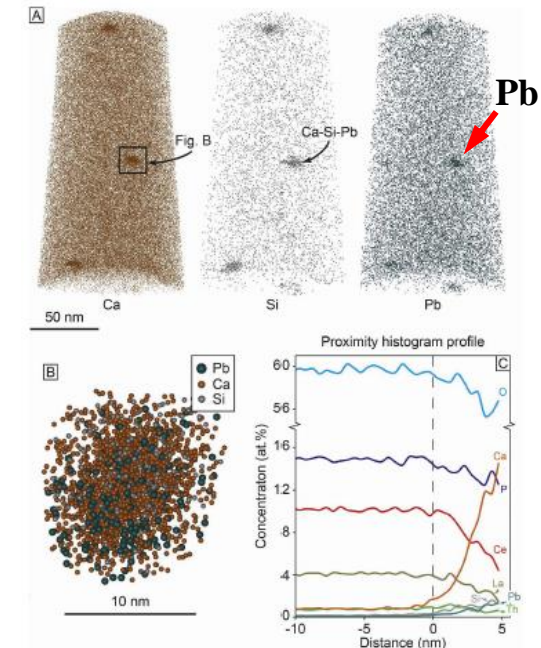 A
Pb
Fig. B
Ca-Si-Pb
Ca
Si
Pb
50 nm
B
Pb
Ca
Si
10 nm
Proximity histogram profile
C
60
56
16
12
8
4
0
Concentraton (at.%)
O
Ca
P
Ce
La
Si
Pb
Th
-10
-5
0
5
Distance (nm)